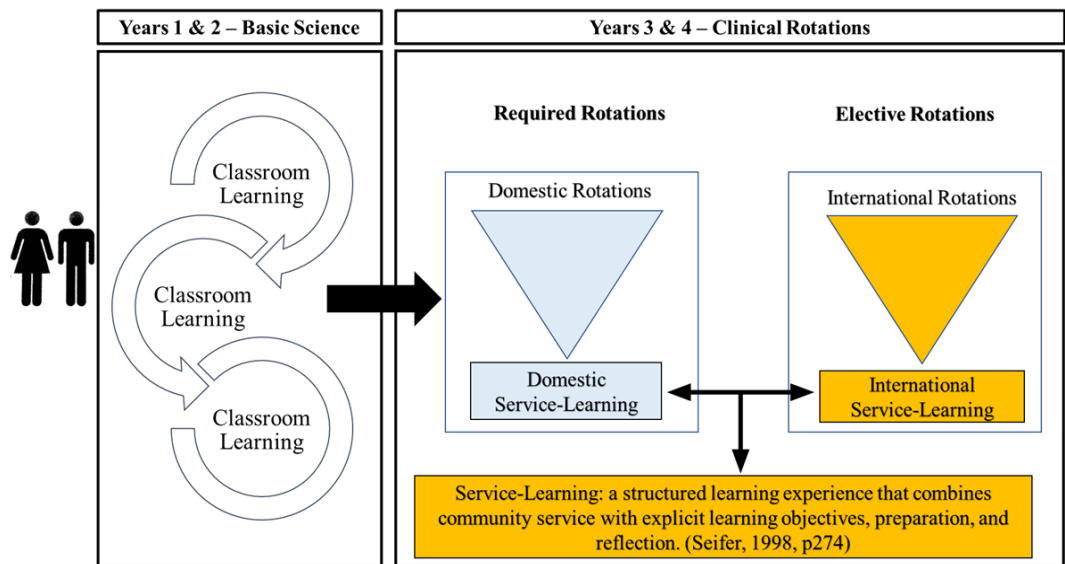 Years 1 & 2 – Basic Science
Years 3 & 4 – Clinical Rotations
Classroom
Learning
Classroom
Learning
Classroom
Learning
Required Rotations
Domestic Rotations
Domestic
Service-Learning
Elective Rotations
International Rotations
International
Service-Learning
Service-Learning: a structured learning experience that combines
community service with explicit learning objectives, preparation, and
reflection. (Seifer, 1998, p274)